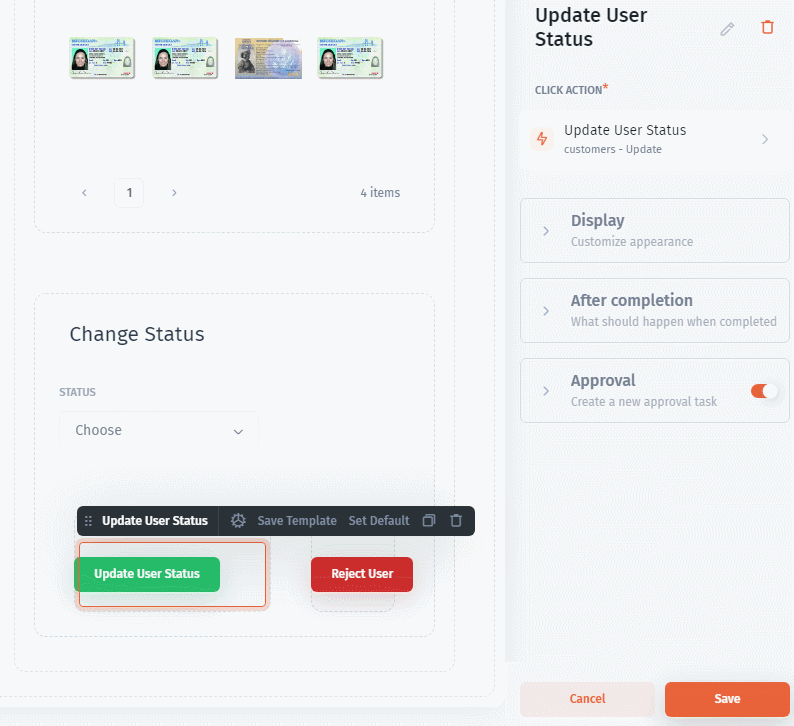 1
4 items
Change Status
STATUS
Choose
Update User Status
Save Template
Set Default
Update User Status
Reject User
Update User
Status
CLICK ACTION*
Update User Status
customers - Update
Display
Customize appearance
After completion
What should happen when completed
Approval
Create a new approval task
Cancel
Save